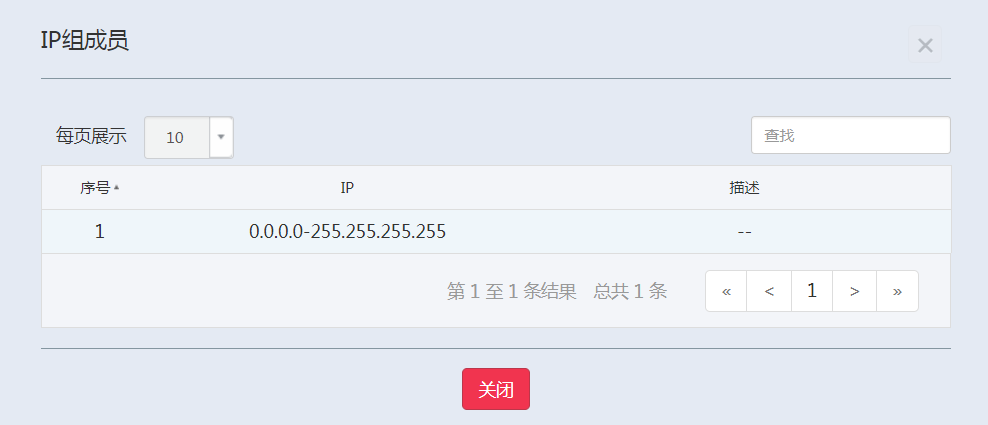 IP组成员
每页展示 10 查找
序号 IP 描述
1 0.0.0.0-255.255.255.255 --
第 1 至 1 条结果 总共 1 条 « < 1 > »
关闭